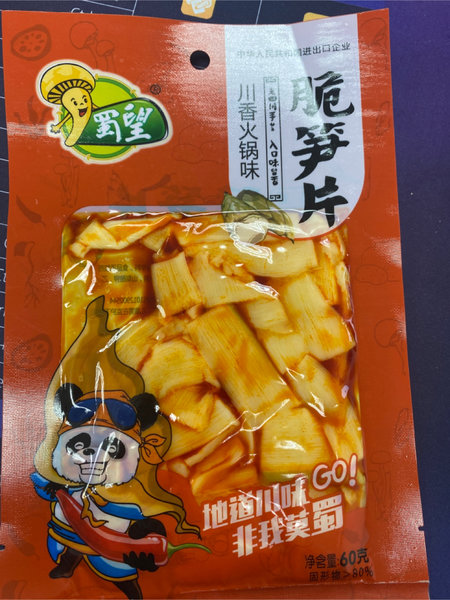 中华人民共和国进出口企业
蜀望
®
脆笋片
川香火锅味
入口味留香
GO!
地道川味
非我莫蜀
净含量:60克
固形物≥80%